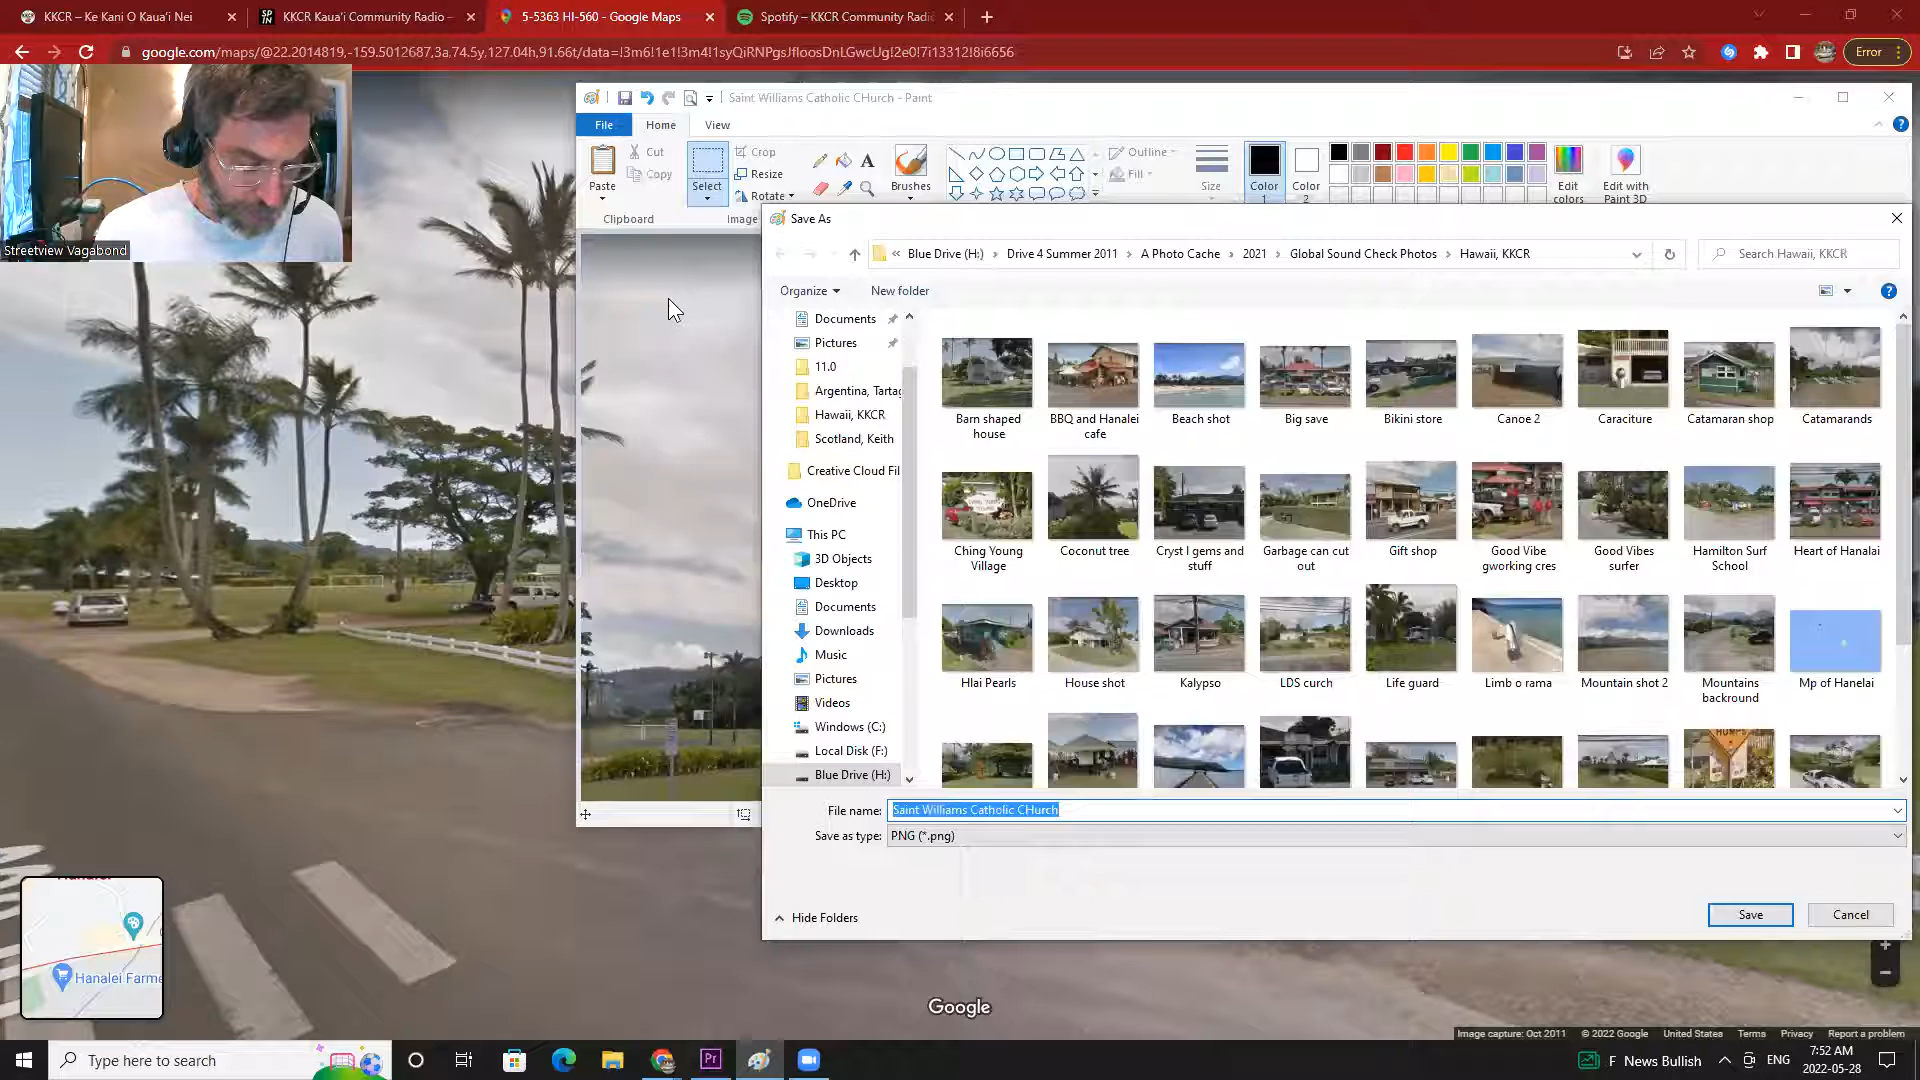 KKCR – Ke Kani O Kaua'i Nei
KKCR Kaua'i Community Radio -
5-5363 HI-560 - Google Maps
Spotify – KKCR Community Radi
google.com/maps/@22.2014819,-159.5012687,3a,74.5y,127.04h,91.66t/data=!3m6!1e1!3m4!1syQiRNPgsJfIoosDnLGwcUg!2e0!7i13312!8i6656
Error
Streetview Vagabond
Saint Williams Catholic CHurch - Paint
File Home View
Paste Cut Copy
Clipboard
Select Crop Resize Rotate
Image
Brushes
Outline Fill
Size
Color 1
Color 2
Edit colors
Edit with Paint 3D
Save As
« Blue Drive (H:) Drive 4 Summer 2011 A Photo Cache 2021 Global Sound Check Photos Hawaii, KKCR
Search Hawaii, KKCR
Organize New folder
Documents
Pictures
11.0
Argentina, Tartag
Hawaii, KKCR
Scotland, Keith
Creative Cloud Fil
OneDrive
This PC
3D Objects
Desktop
Documents
Downloads
Music
Pictures
Videos
Windows (C:)
Local Disk (F:)
Blue Drive (H:)
Barn shaped house
BBQ and Hanalei cafe
Beach shot
Big save
Bikini store
Canoe 2
Caraciture
Catamaran shop
Catamarands
Ching Young Village
Coconut tree
Cryst l gems and stuff
Garbage can cut out
Gift shop
Good Vibe gworking cres
Good Vibes surfer
Hamilton Surf School
Heart of Hanalai
Hlai Pearls
House shot
Kalypso
LDS curch
Life guard
Limb o rama
Mountain shot 2
Mountains backround
Mp of Hanelai
File name: Saint Williams Catholic CHurch
Save as type: PNG (*.png)
Hide Folders
Save
Cancel
Hanalei Farme
Google
Image capture: Oct 2011 © 2022 Google United States Terms Privacy Report a problem
Type here to search
Pr
F News Bullish
ENG
7:52 AM
2022-05-28